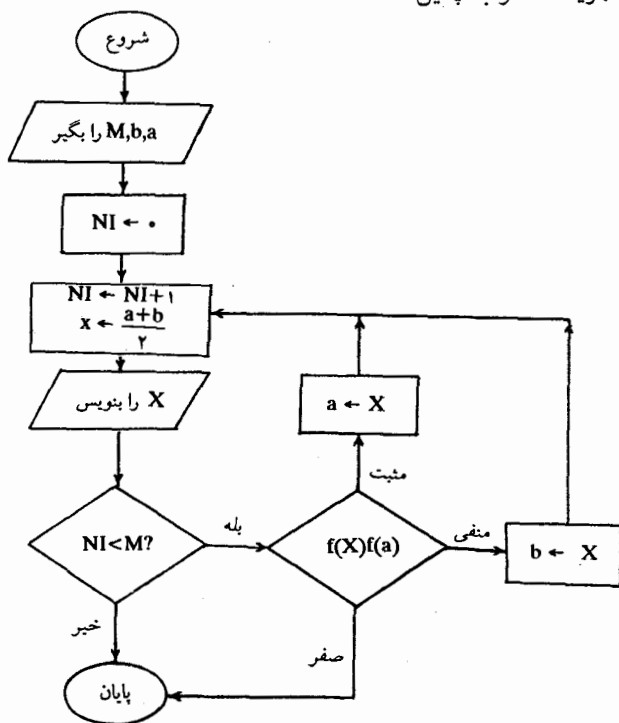 شروع
M,b,a را بگیر
NI ← ۰
NI ← NI+۱
x ← a+b
۲
X را بنویس
a ← X
مثبت
NI<M?
بله
f(X)f(a)
منفی
b ← X
خیر
صفر
پایان